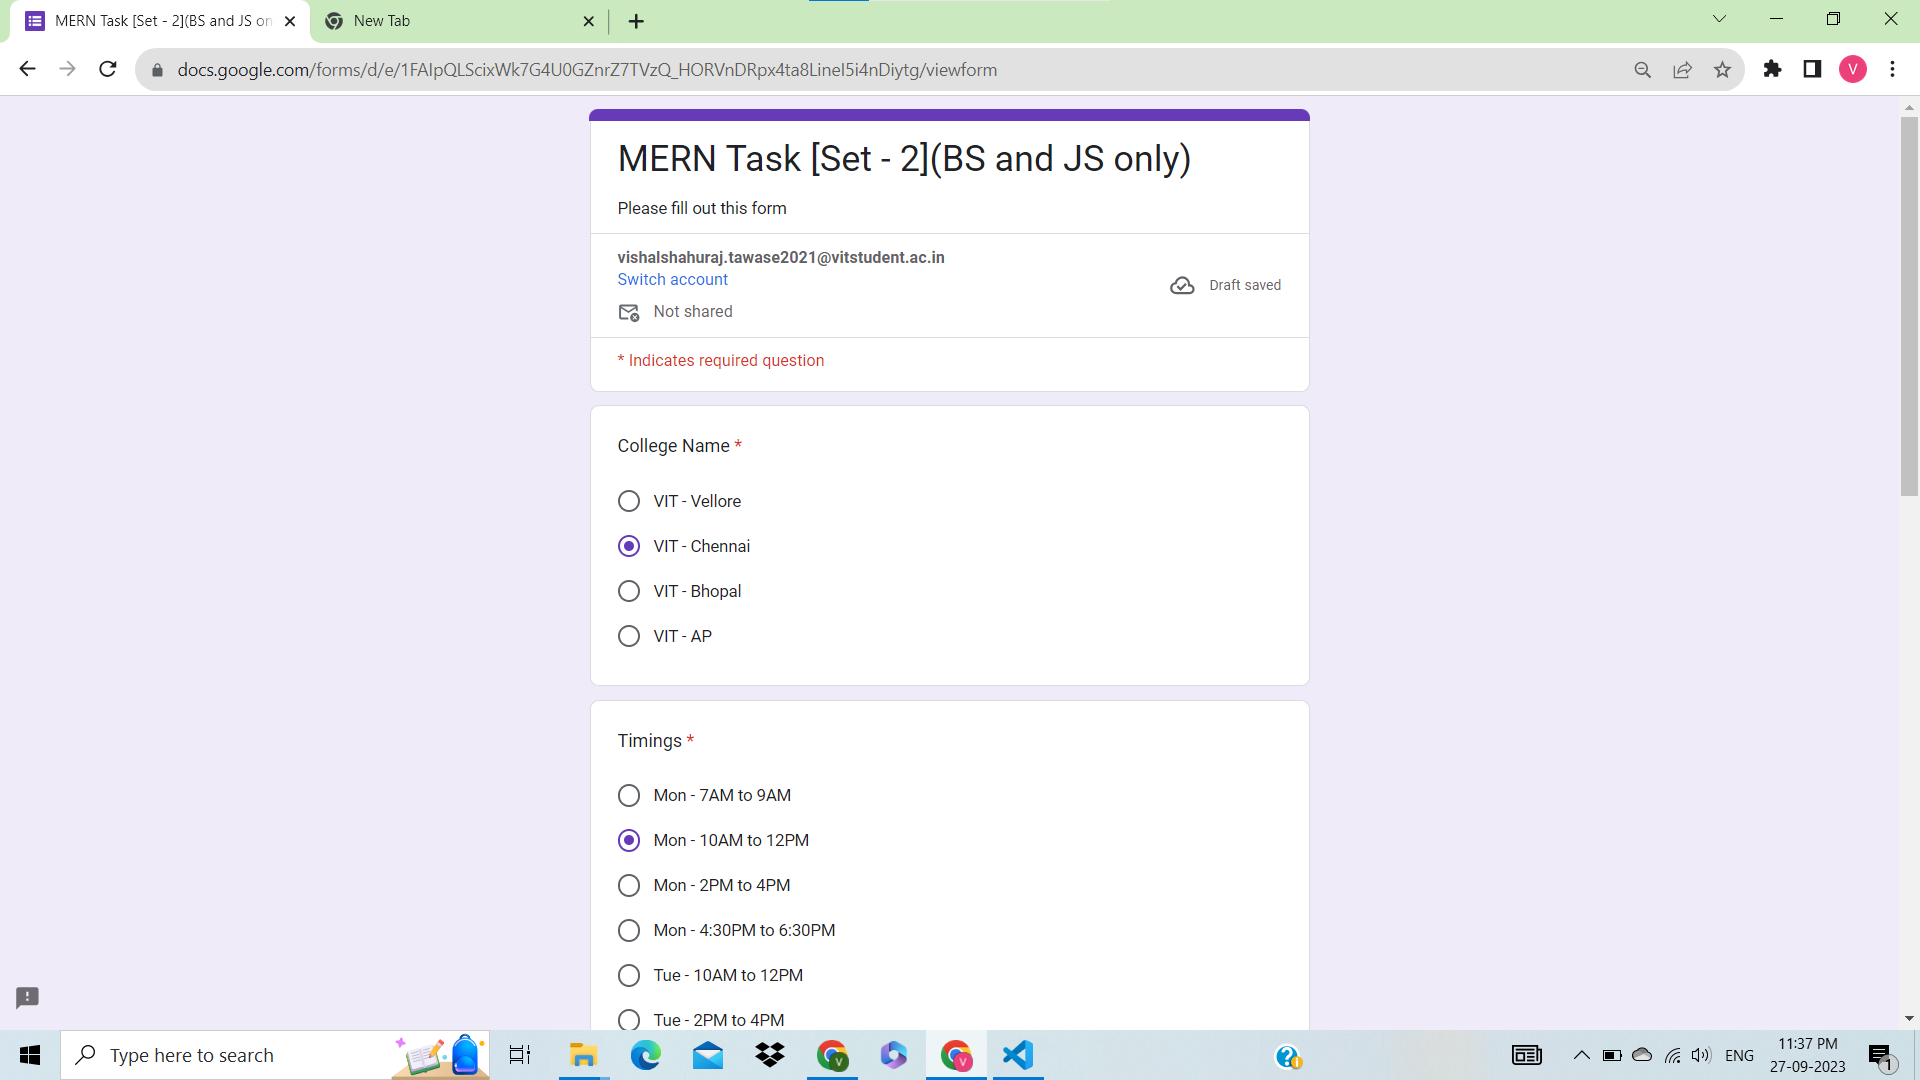 MERN Task [Set - 2](BS and JS on
New Tab
docs.google.com/forms/d/e/1FAIpQLScixWk7G4U0GZnrZ7TVzQ_HORVnDRpx4ta8LineI5i4nDiytg/viewform
V
MERN Task [Set - 2](BS and JS only)
Please fill out this form
vishalshahuraj.tawase2021@vitstudent.ac.in
Switch account
Draft saved
Not shared
* Indicates required question
College Name *
VIT - Vellore
VIT - Chennai
VIT - Bhopal
VIT - AP
Timings *
Mon - 7AM to 9AM
Mon - 10AM to 12PM
Mon - 2PM to 4PM
Mon - 4:30PM to 6:30PM
Tue - 10AM to 12PM
Tue - 2PM to 4PM
Type here to search
V
V
ENG
11:37 PM
27-09-2023
1